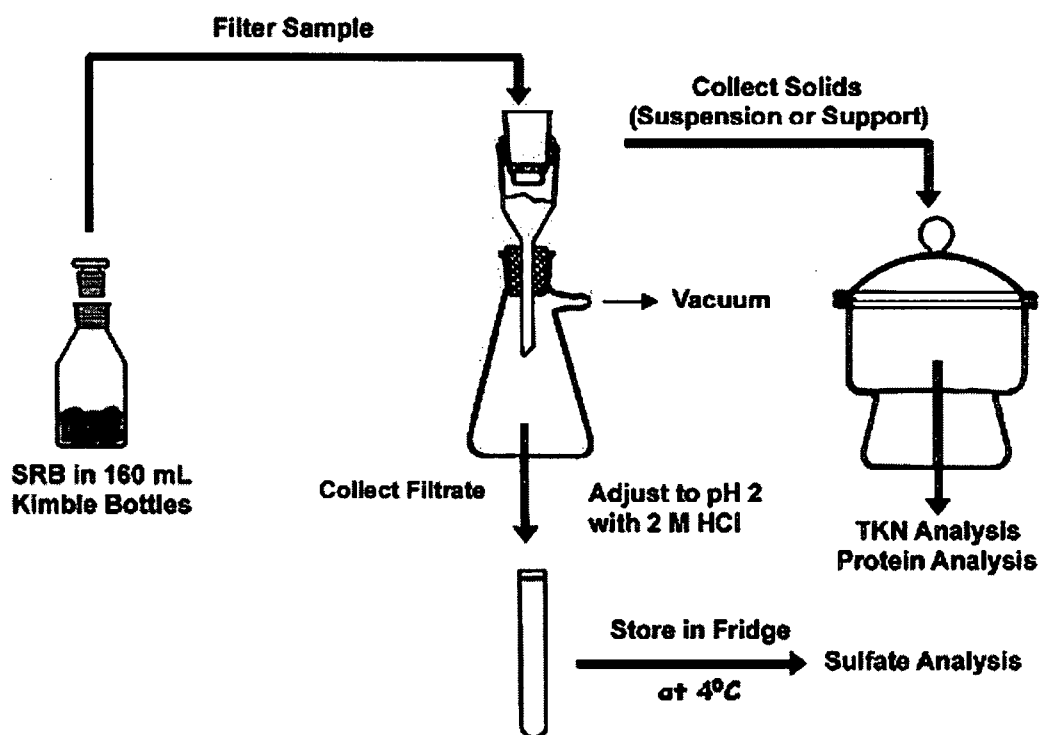 Filter Sample
Collect Solids
(Suspension or Support)
Vacuum
SRB in 160 mL
Kimble Bottles
Collect Filtrate
Adjust to pH 2
with 2 M HCl
TKN Analysis
Protein Analysis
Store in Fridge
at 4⁰C
Sulfate Analysis